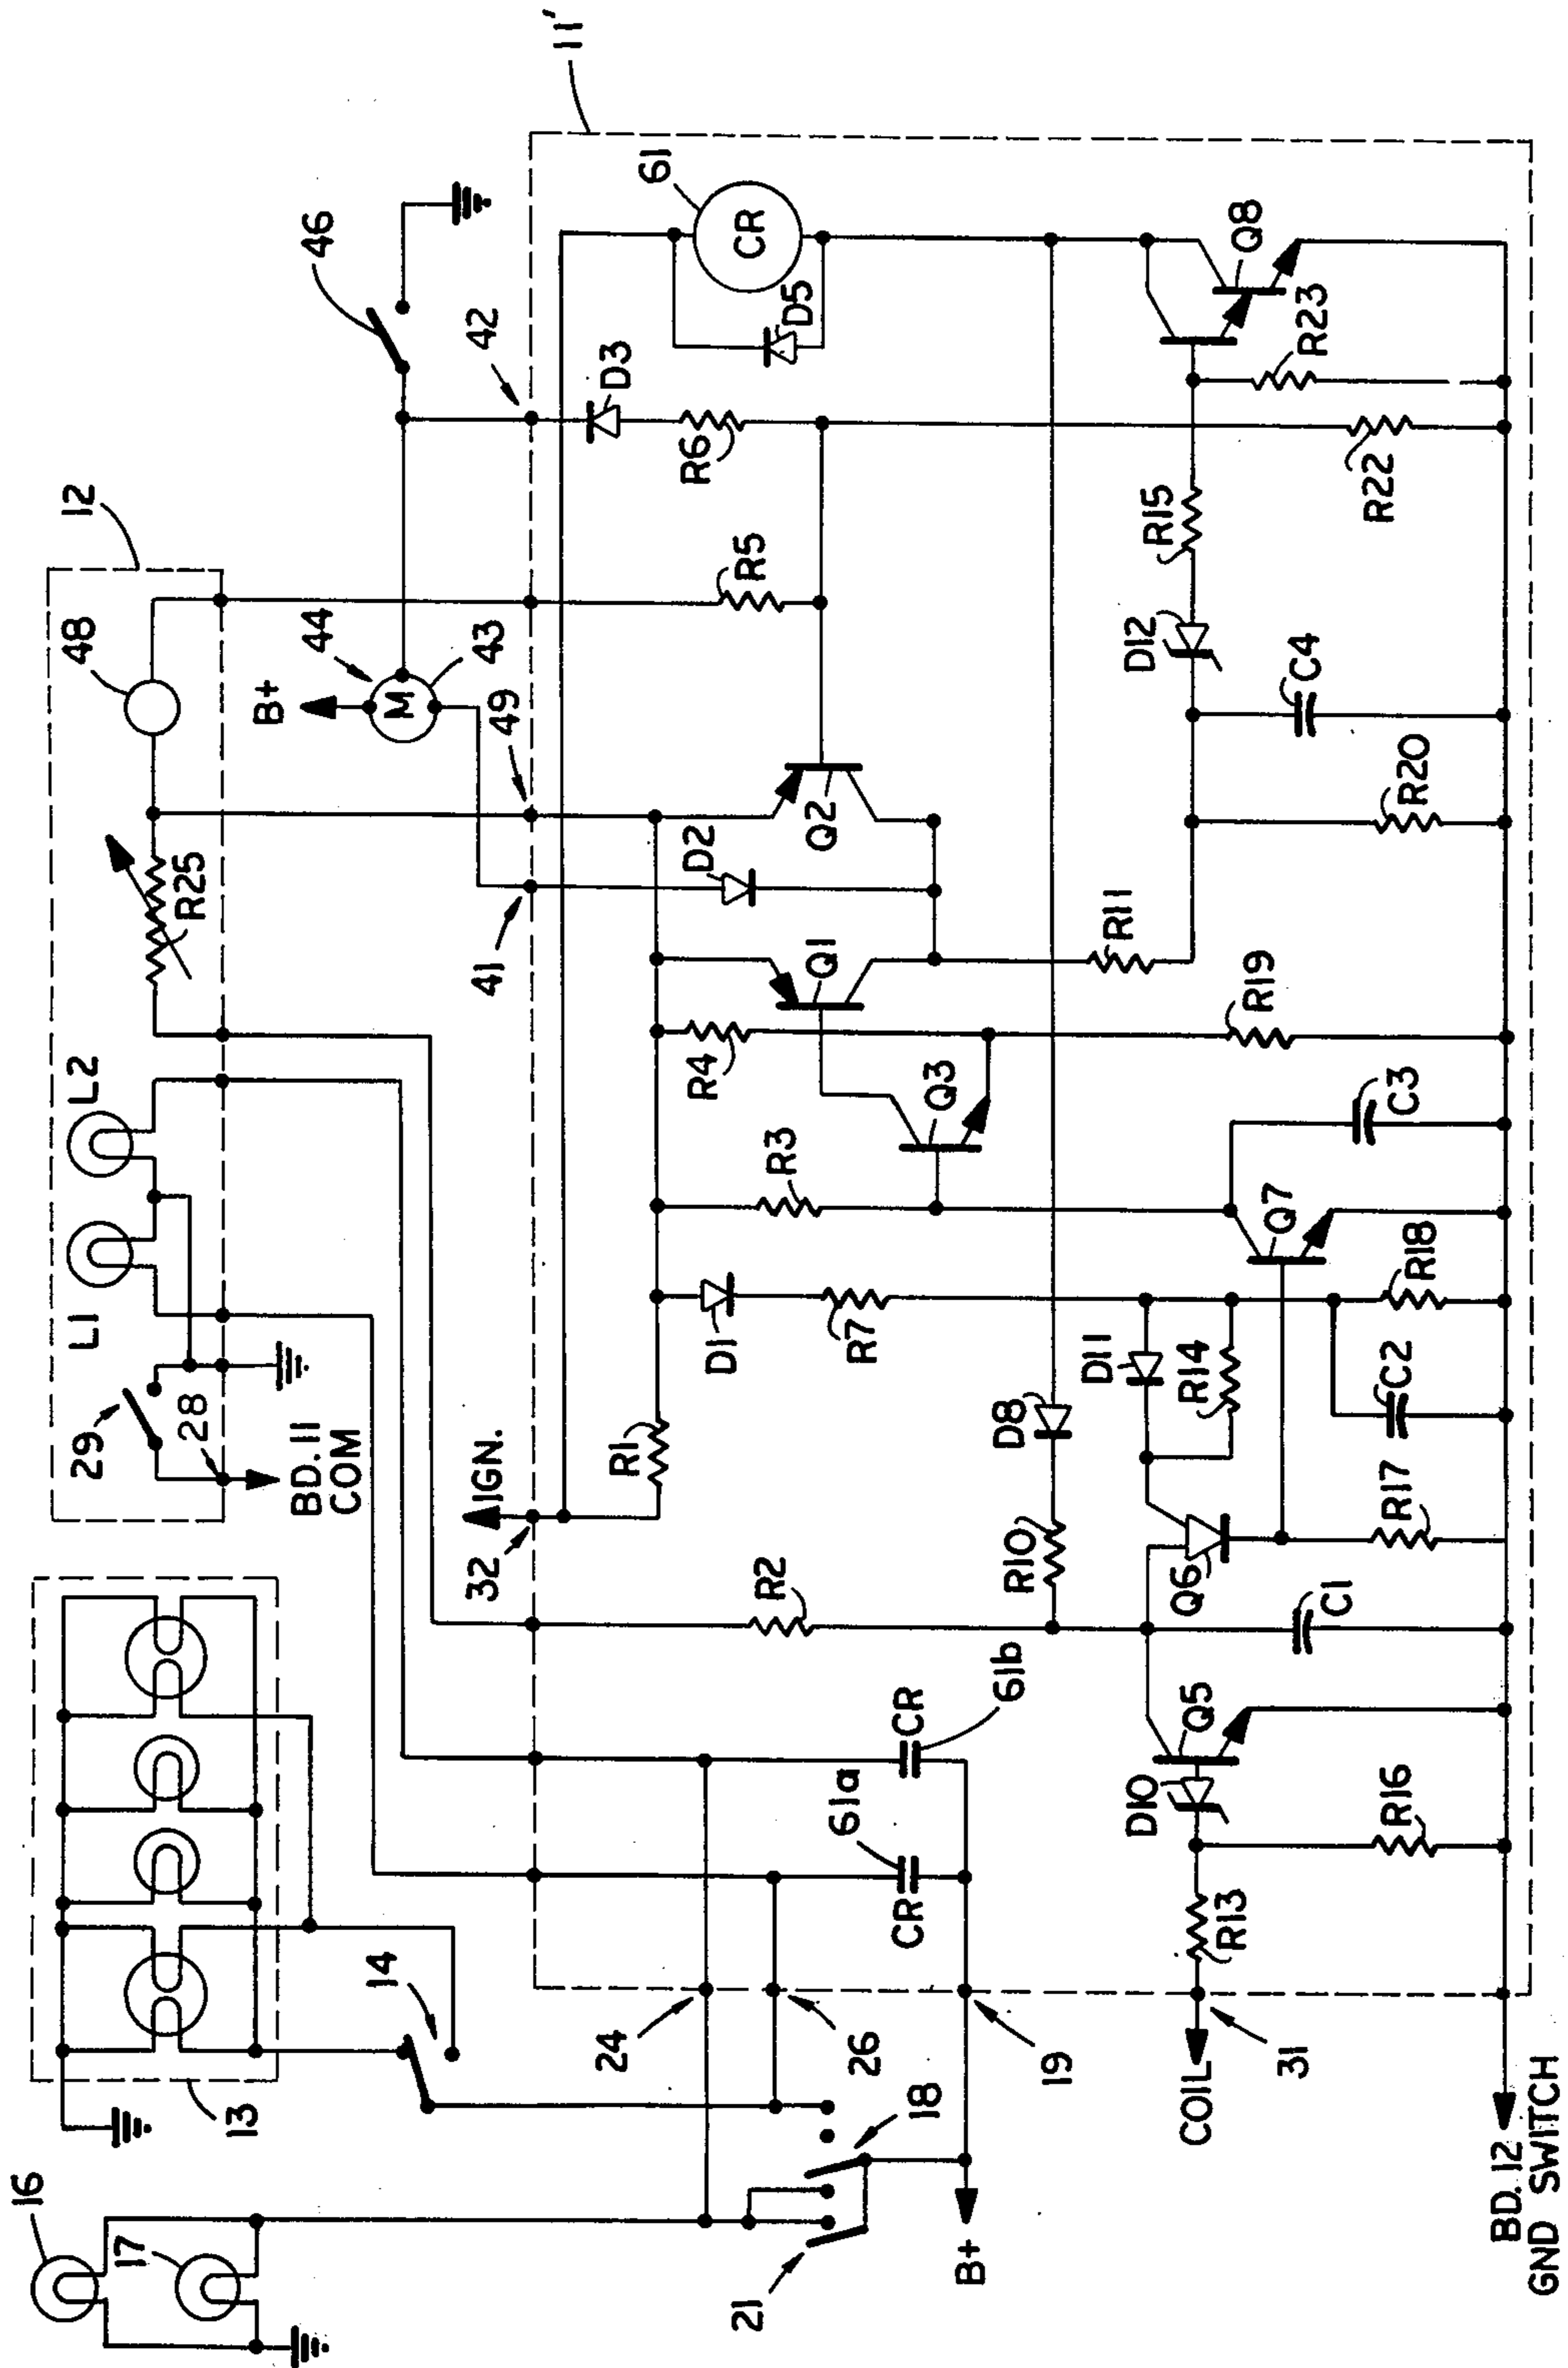 16
17
13
14
18
21
B+
24
26
19
COIL
31
BD. 12
GND SWITCH
12
L1
L2
R25
48
29
28
BD. 11
COM
44
B+
M
43
46
11'
32
IGN.
41
49
42
R1
D1
R7
R3
R4
Q3
Q1
D2
Q2
R5
R6
D3
D5
CR
61
R2
R10
D8
CR
61a
CR
61b
R13
R16
D10
Q5
C1
Q6
R17
D11
R14
C2
R18
Q7
C3
R19
R11
R20
C4
D12
R15
R22
R23
Q8